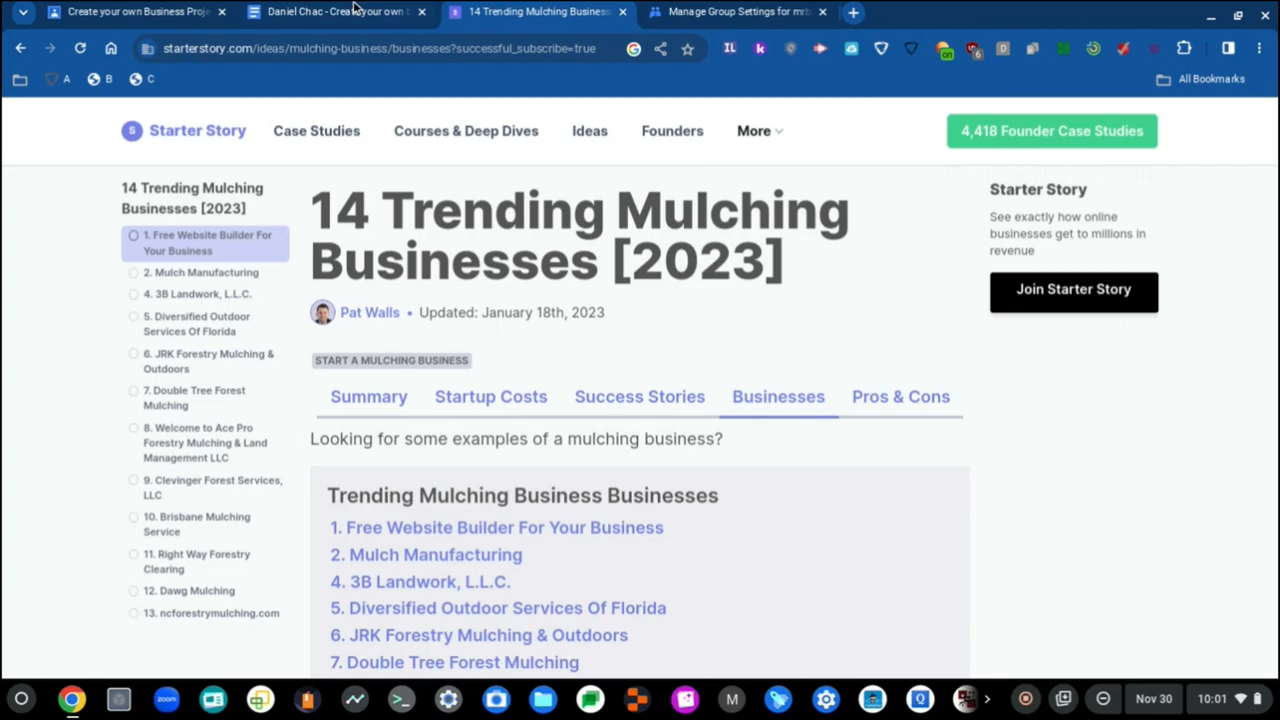 Create your own Business Proje
Daniel Chac - Create your own b
14 Trending Mulching Business
Manage Group Settings for mrb
starterstory.com/ideas/mulching-business/businesses?successful_subscribe=true
A
B
C
All Bookmarks
Starter Story
Case Studies
Courses & Deep Dives
Ideas
Founders
More
4,418 Founder Case Studies
14 Trending Mulching
Businesses [2023]
1. Free Website Builder For
Your Business
2. Mulch Manufacturing
4. 3B Landwork, L.L.C.
5. Diversified Outdoor
Services Of Florida
6. JRK Forestry Mulching &
Outdoors
7. Double Tree Forest
Mulching
8. Welcome to Ace Pro
Forestry Mulching & Land
Management LLC
9. Clevinger Forest Services,
LLC
10. Brisbane Mulching
Service
11. Right Way Forestry
Clearing
12. Dawg Mulching
13. ncforestrymulching.com
14 Trending Mulching
Businesses [2023]
Pat Walls • Updated: January 18th, 2023
START A MULCHING BUSINESS
Summary
Startup Costs
Success Stories
Businesses
Pros & Cons
Looking for some examples of a mulching business?
Trending Mulching Business Businesses
1. Free Website Builder For Your Business
2. Mulch Manufacturing
4. 3B Landwork, L.L.C.
5. Diversified Outdoor Services Of Florida
6. JRK Forestry Mulching & Outdoors
7. Double Tree Forest Mulching
Starter Story
See exactly how online
businesses get to millions in
revenue
Join Starter Story
zoom
M
Nov 30
10:01